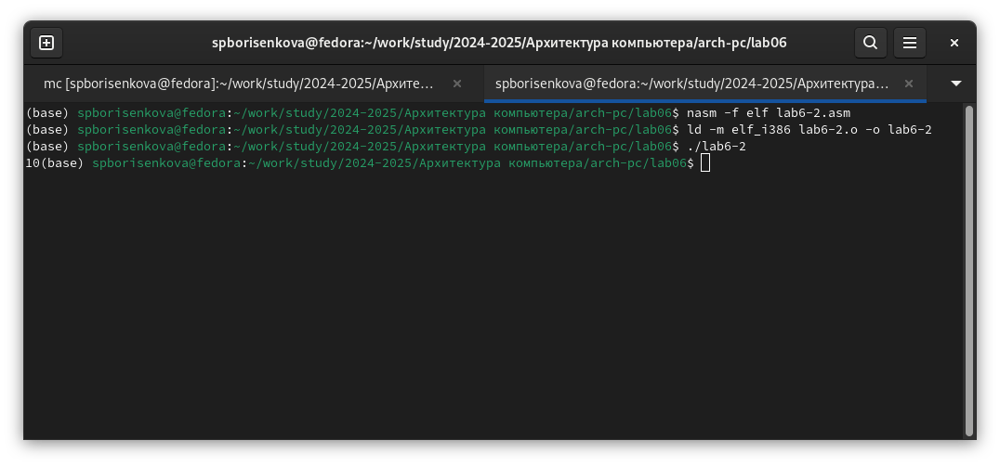 spborisenkova@fedora:~/work/study/2024-2025/Архитектура компьютера/arch-pc/lab06
mc [spborisenkova@fedora]:~/work/study/2024-2025/Архите...
spborisenkova@fedora:~/work/study/2024-2025/Архитектура...
(base) spborisenkova@fedora:~/work/study/2024-2025/Архитектура компьютера/arch-pc/lab06$ nasm -f elf lab6-2.asm
(base) spborisenkova@fedora:~/work/study/2024-2025/Архитектура компьютера/arch-pc/lab06$ ld -m elf_i386 lab6-2.o -o lab6-2
(base) spborisenkova@fedora:~/work/study/2024-2025/Архитектура компьютера/arch-pc/lab06$ ./lab6-2
10(base) spborisenkova@fedora:~/work/study/2024-2025/Архитектура компьютера/arch-pc/lab06$